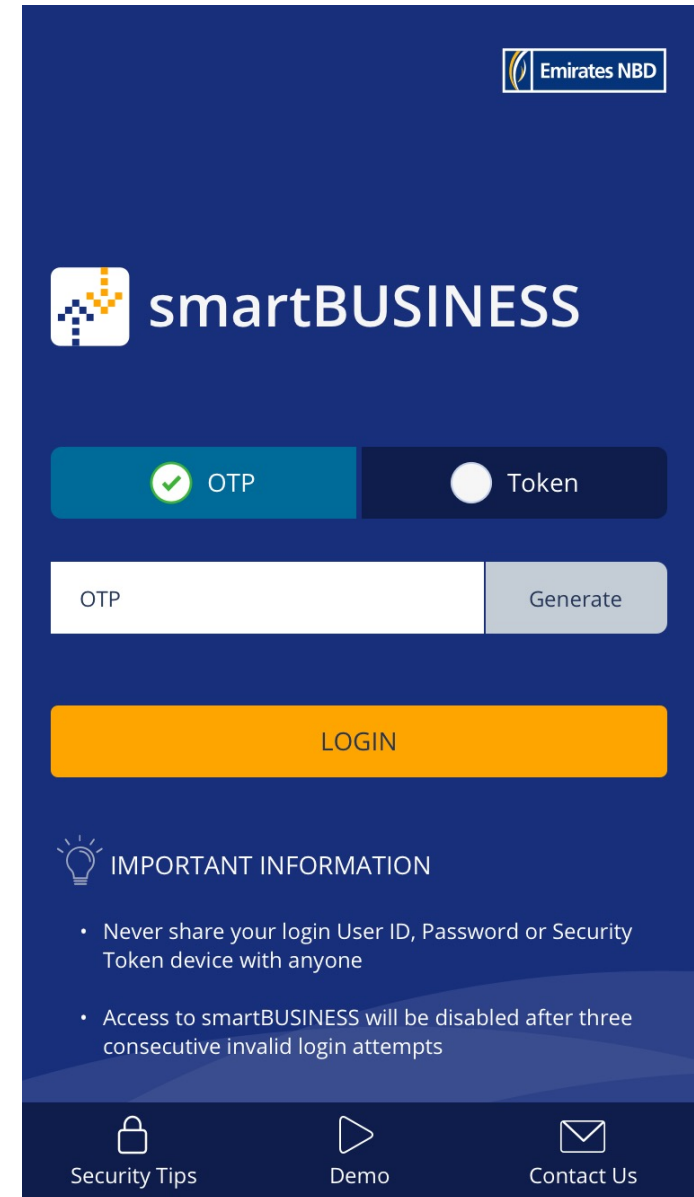 Emirates NBD
smartBUSINESS
OTP
Token
OTP
Generate
LOGIN
IMPORTANT INFORMATION
• Never share your login User ID, Password or Security
Token device with anyone
• Access to smartBUSINESS will be disabled after three
consecutive invalid login attempts
Security Tips
Demo
Contact Us